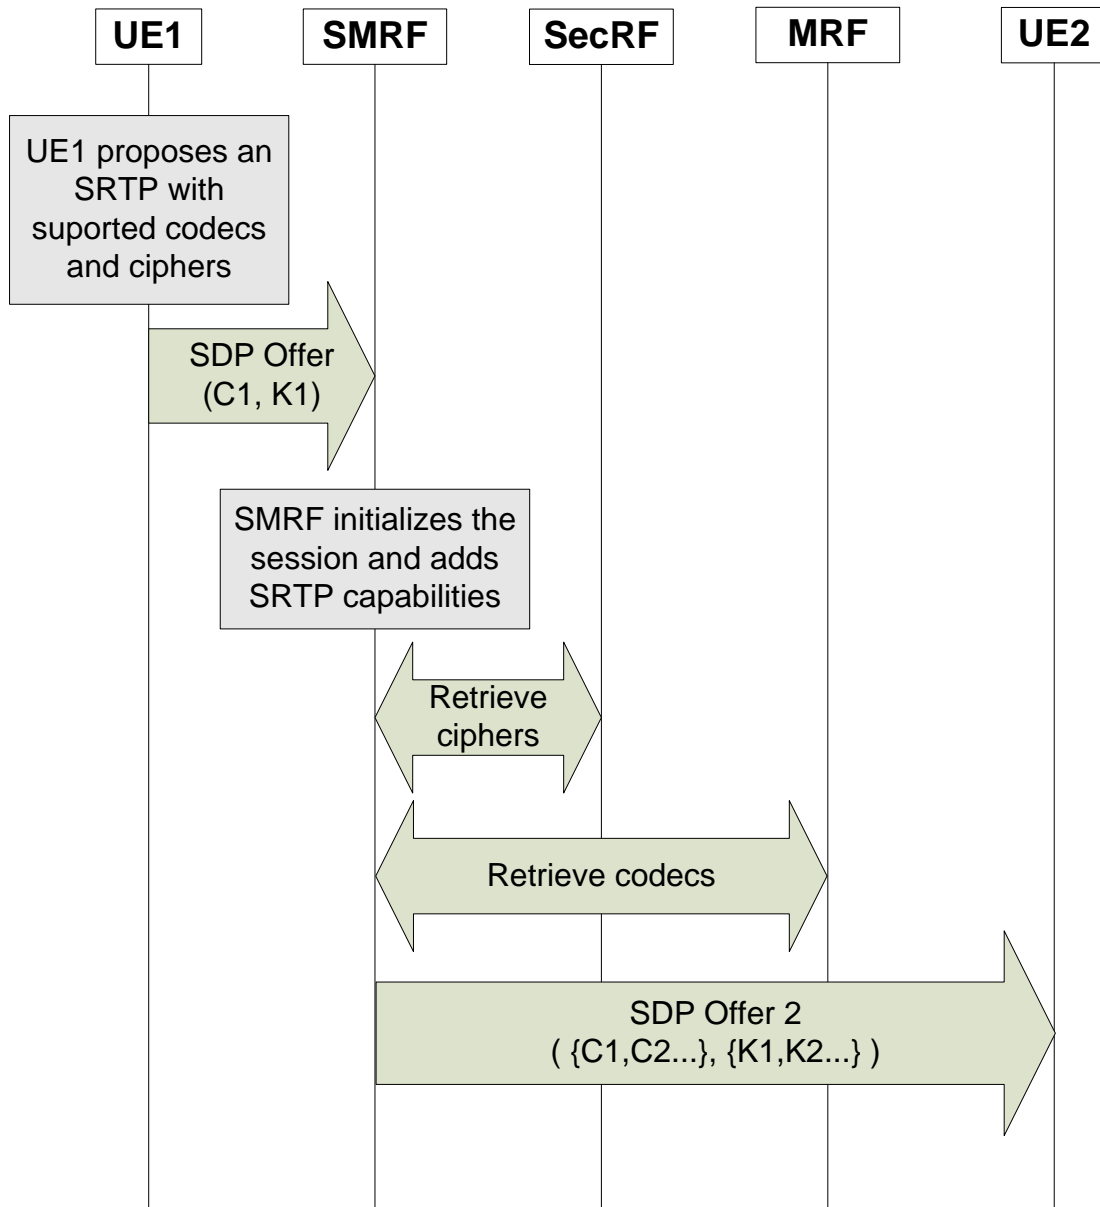 UE1
SMRF
SecRF
MRF
UE2
UE1 proposes an
SRTP with
suported codecs
and ciphers
SDP Offer
(C1, K1)
SMRF initializes the
session and adds
SRTP capabilities
Retrieve
ciphers
Retrieve codecs
SDP Offer 2
( {C1,C2...}, {K1,K2...} )